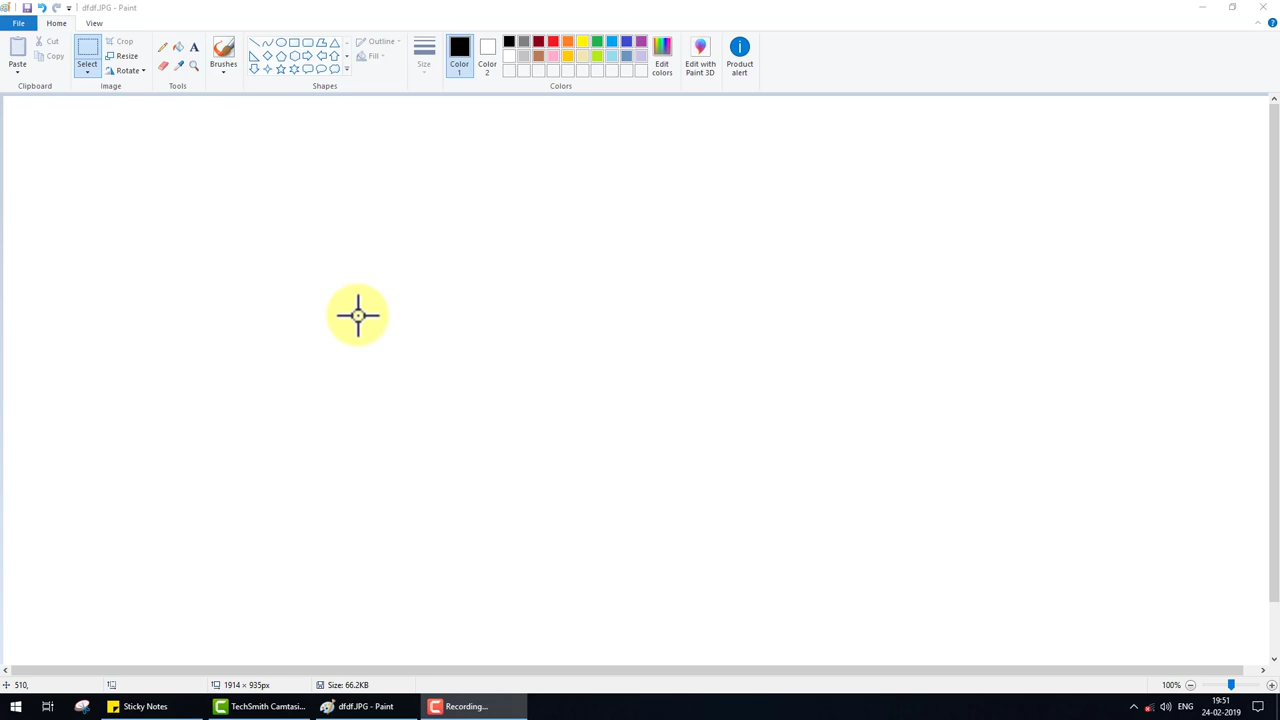 dfdf.JPG - Paint
File Home View
Paste
Cut
Copy
Clipboard
Select
Crop
Resize
Rotate
Image
Tools
Brushes
Shapes
Outline
Fill
Size
Color 1
Color 2
Colors
Edit colors
Edit with Paint 3D
Product alert
510,
1914 × 935px
Size: 66.2KB
100%
Sticky Notes
TechSmith Camtasi...
dfdf.JPG - Paint
Recording...
ENG
19:51
24-02-2019